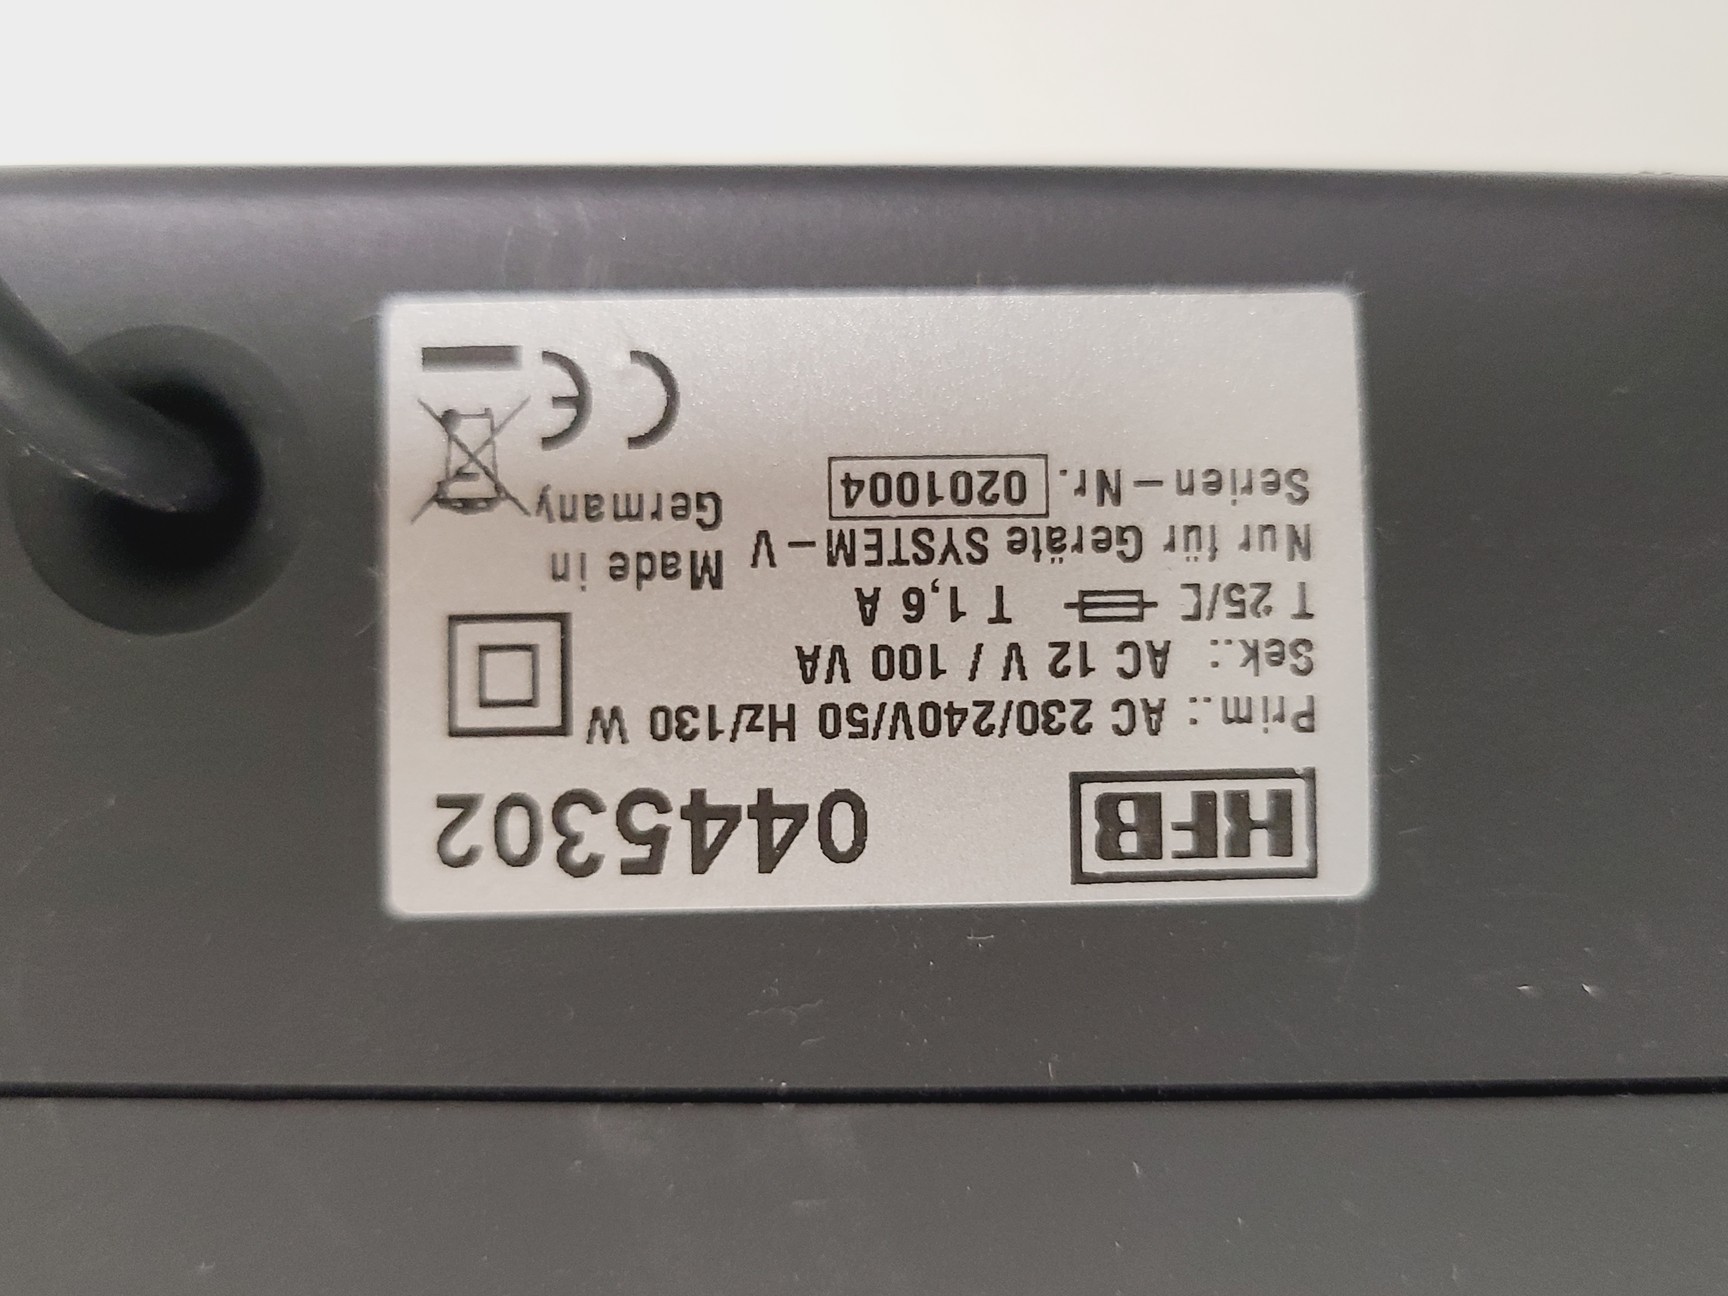 HFB 0445302
Prim.: AC 230/240V/50 Hz/130 W
Sek.: AC 12 V / 100 VA
T 25/E T 1,6 A
Nur für Geräte SYSTEM-V
Serien-Nr. 0201004
Made in
Germany
CE